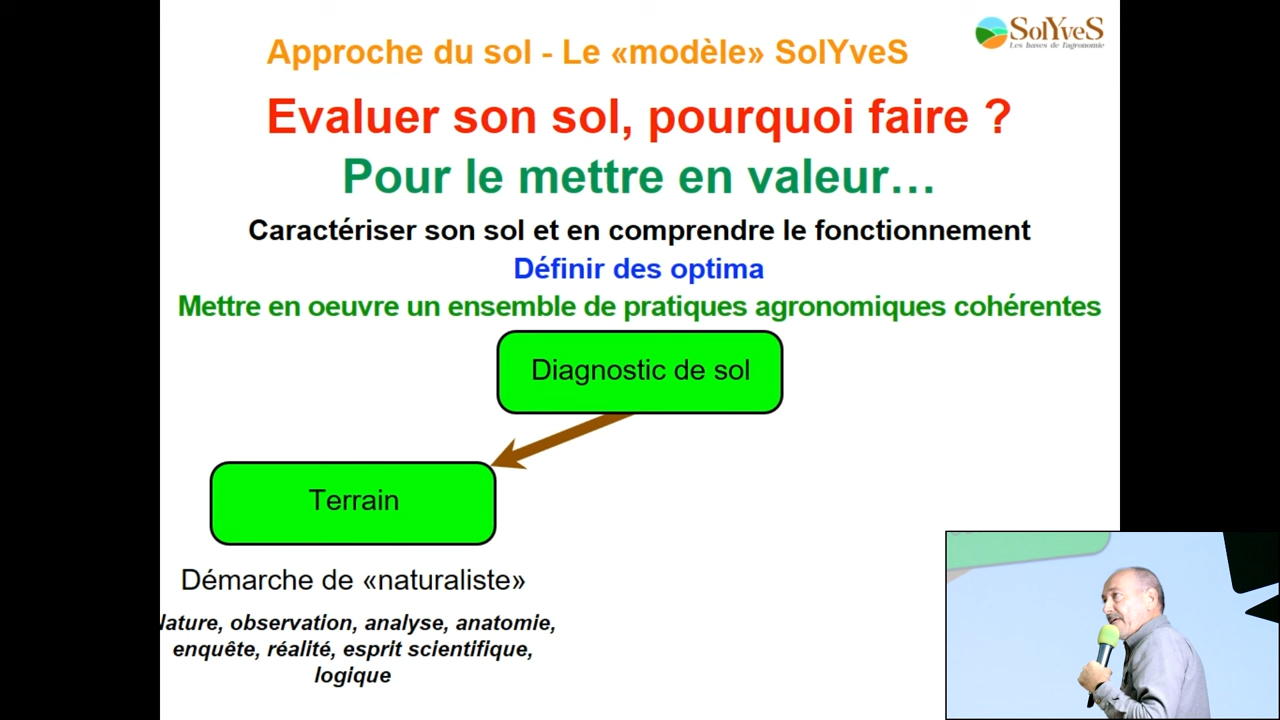 Approche du sol - Le «modèle» SolYveS
SolYveS
Les bases de l'agronomie
Evaluer son sol, pourquoi faire ?
Pour le mettre en valeur…
Caractériser son sol et en comprendre le fonctionnement
Définir des optima
Mettre en oeuvre un ensemble de pratiques agronomiques cohérentes
Diagnostic de sol
Terrain
Démarche de «naturaliste»
Nature, observation, analyse, anatomie,
enquête, réalité, esprit scientifique,
logique